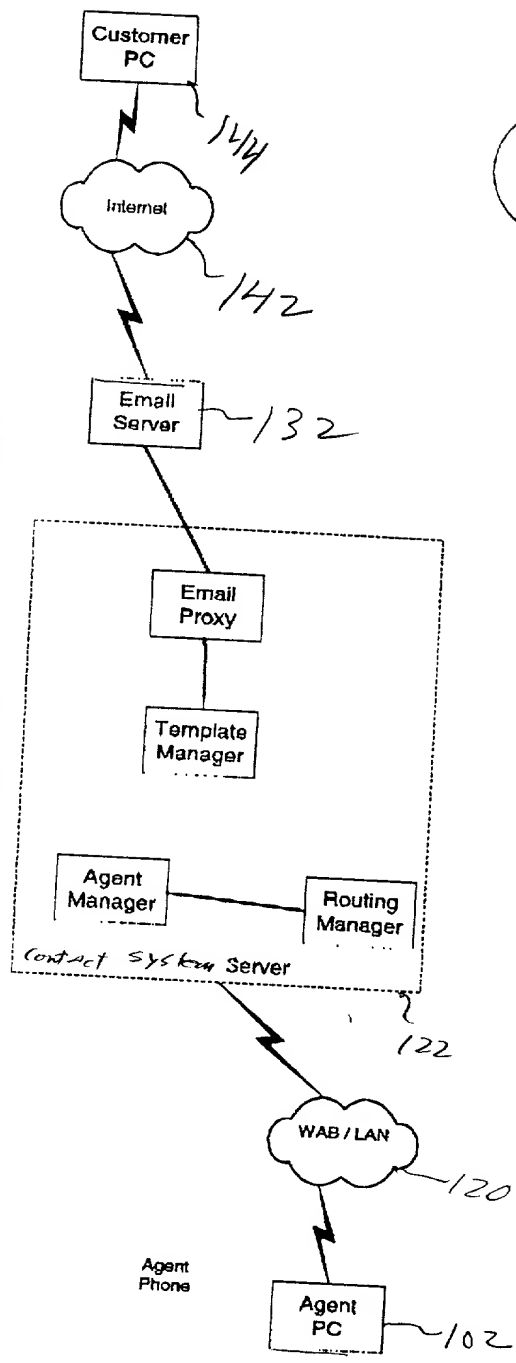 Customer
PC
144
Internet
142
Email
Server
132
Email
Proxy
Template
Manager
Agent
Manager
Routing
Manager
Contact System Server
122
WAB / LAN
120
Agent
Phone
Agent
PC
102